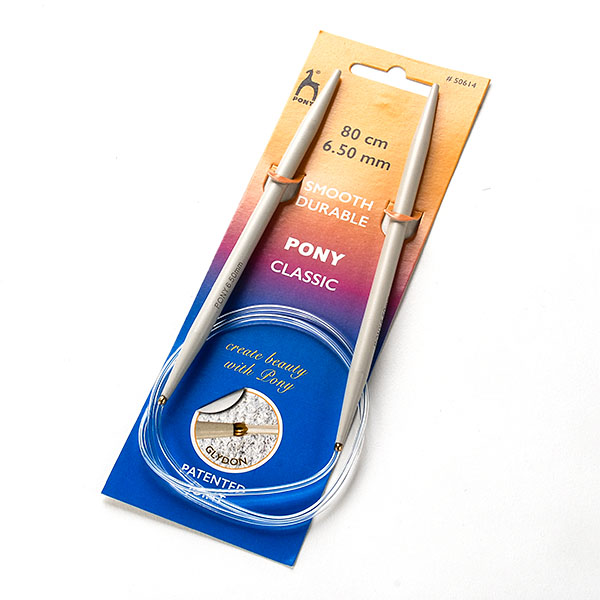 # 50614
PONY
80 cm
6.50 mm
SMOOTH
DURABLE
PONY
CLASSIC
PONY 6.50mm
create beauty
with Pony
GLYDON
PATENTED